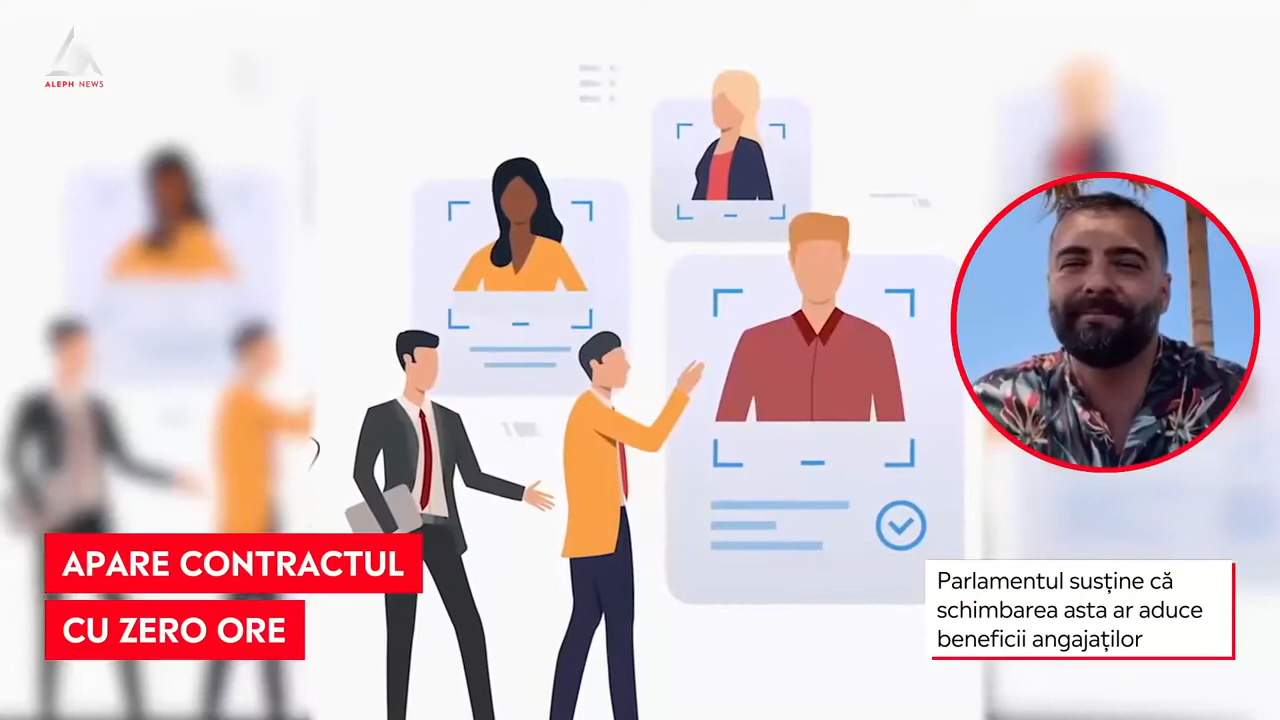 ALEPH NEWS
APARE CONTRACTUL
CU ZERO ORE
Parlamentul susține că
schimbarea asta ar aduce
beneficii angajaților